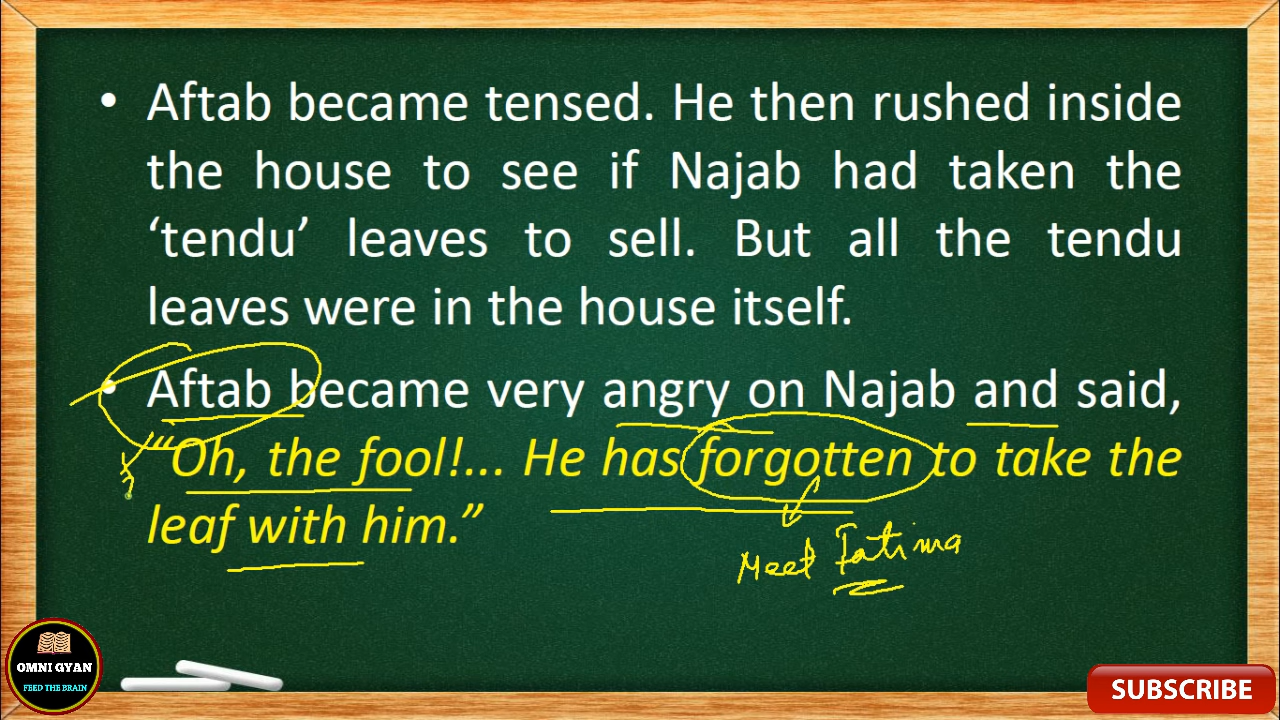 • Aftab became tensed. He then rushed inside
the house to see if Najab had taken the
‘tendu’ leaves to sell. But all the tendu
leaves were in the house itself.
• Aftab became very angry on Najab and said,
“Oh, the fool!... He has forgotten to take the
leaf with him.”
Meet Fatima
OMNI GYAN
FEED THE BRAIN
SUBSCRIBE